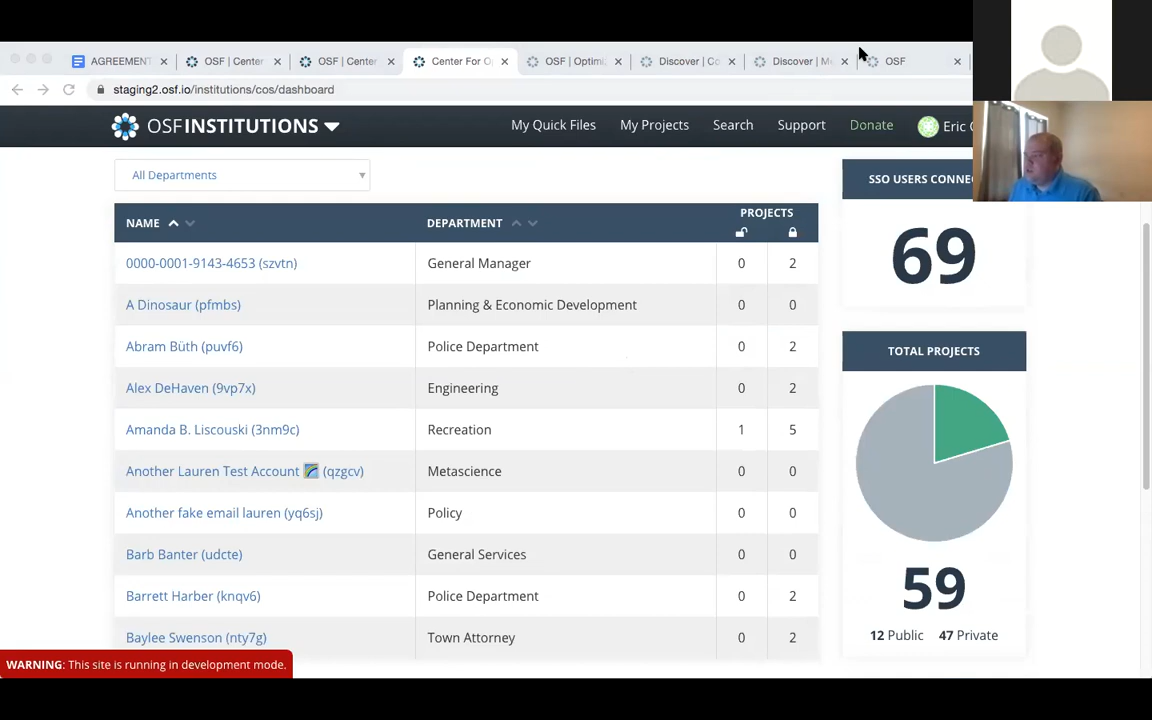 AGREEMENT
OSF | Center
OSF | Center
Center For O
OSF | Optimi
Discover | Co
Discover | Me
OSF
staging2.osf.io/institutions/cos/dashboard
OSFINSTITUTIONS
My Quick Files
My Projects
Search
Support
Donate
Eric
All Departments
SSO USERS CONNEC
69
NAME DEPARTMENT PROJECTS
0000-0001-9143-4653 (szvtn) General Manager 0 2
A Dinosaur (pfmbs) Planning & Economic Development 0 0
Abram Büth (puvf6) Police Department 0 2
Alex DeHaven (9vp7x) Engineering 0 2
Amanda B. Liscouski (3nm9c) Recreation 1 5
Another Lauren Test Account (qzgcv) Metascience 0 0
Another fake email lauren (yq6sj) Policy 0 0
Barb Banter (udcte) General Services 0 0
Barrett Harber (knqv6) Police Department 0 2
Baylee Swenson (nty7g) Town Attorney 0 2
TOTAL PROJECTS
59
12 Public 47 Private
WARNING: This site is running in development mode.